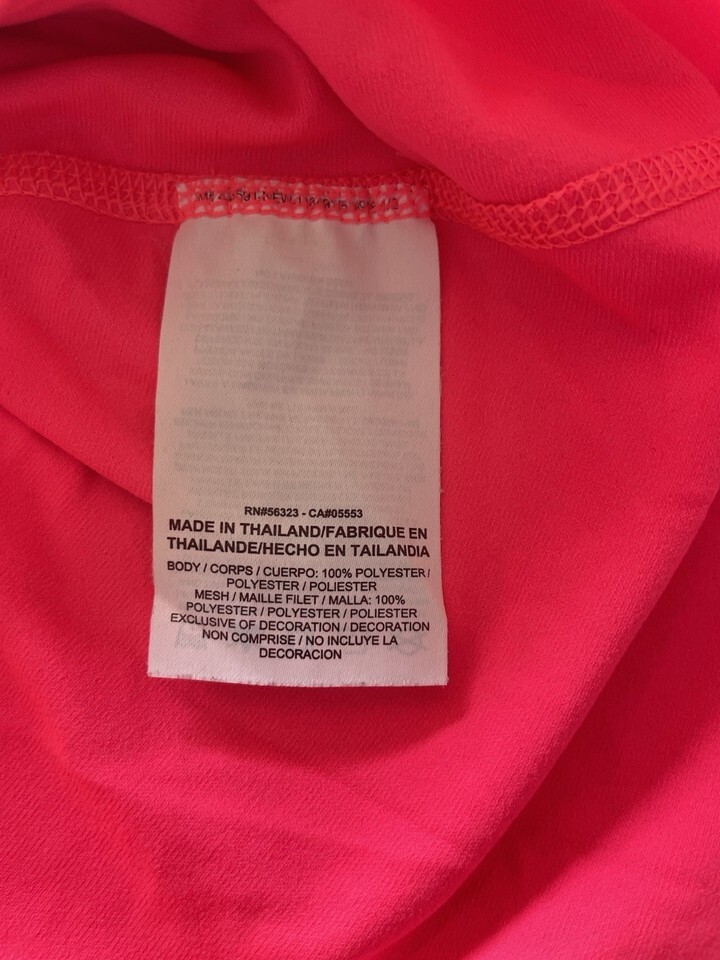 RN#56323 - CA#05553
MADE IN THAILAND/FABRIQUE EN
THAILANDE/HECHO EN TAILANDIA
BODY / CORPS / CUERPO: 100% POLYESTER /
POLYESTER / POLIESTER
MESH / MAILLE FILET / MALLA: 100%
POLYESTER / POLYESTER / POLIESTER
EXCLUSIVE OF DECORATION / DECORATION
NON COMPRISE / NO INCLUYE LA
DECORACION